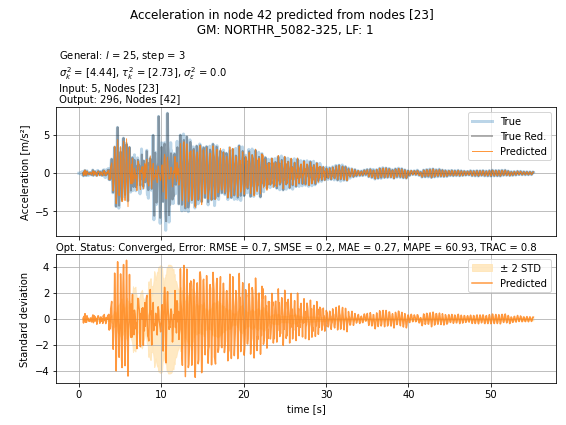 Acceleration in node 42 predicted from nodes [23]
GM: NORTHR_5082-325, LF: 1
General: l = 25, step = 3
σ²ₖ = [4.44], τ²ₖ = [2.73], σ²ε = 0.0
Input: 5, Nodes [23]
Output: 296, Nodes [42]
Acceleration [m/s²]
5
0
−5
True
True Red.
Predicted
Opt. Status: Converged, Error: RMSE = 0.7, SMSE = 0.2, MAE = 0.27, MAPE = 60.93, TRAC = 0.8
Standard deviation
4
2
0
−2
−4
± 2 STD
Predicted
0 10 20 30 40 50
time [s]